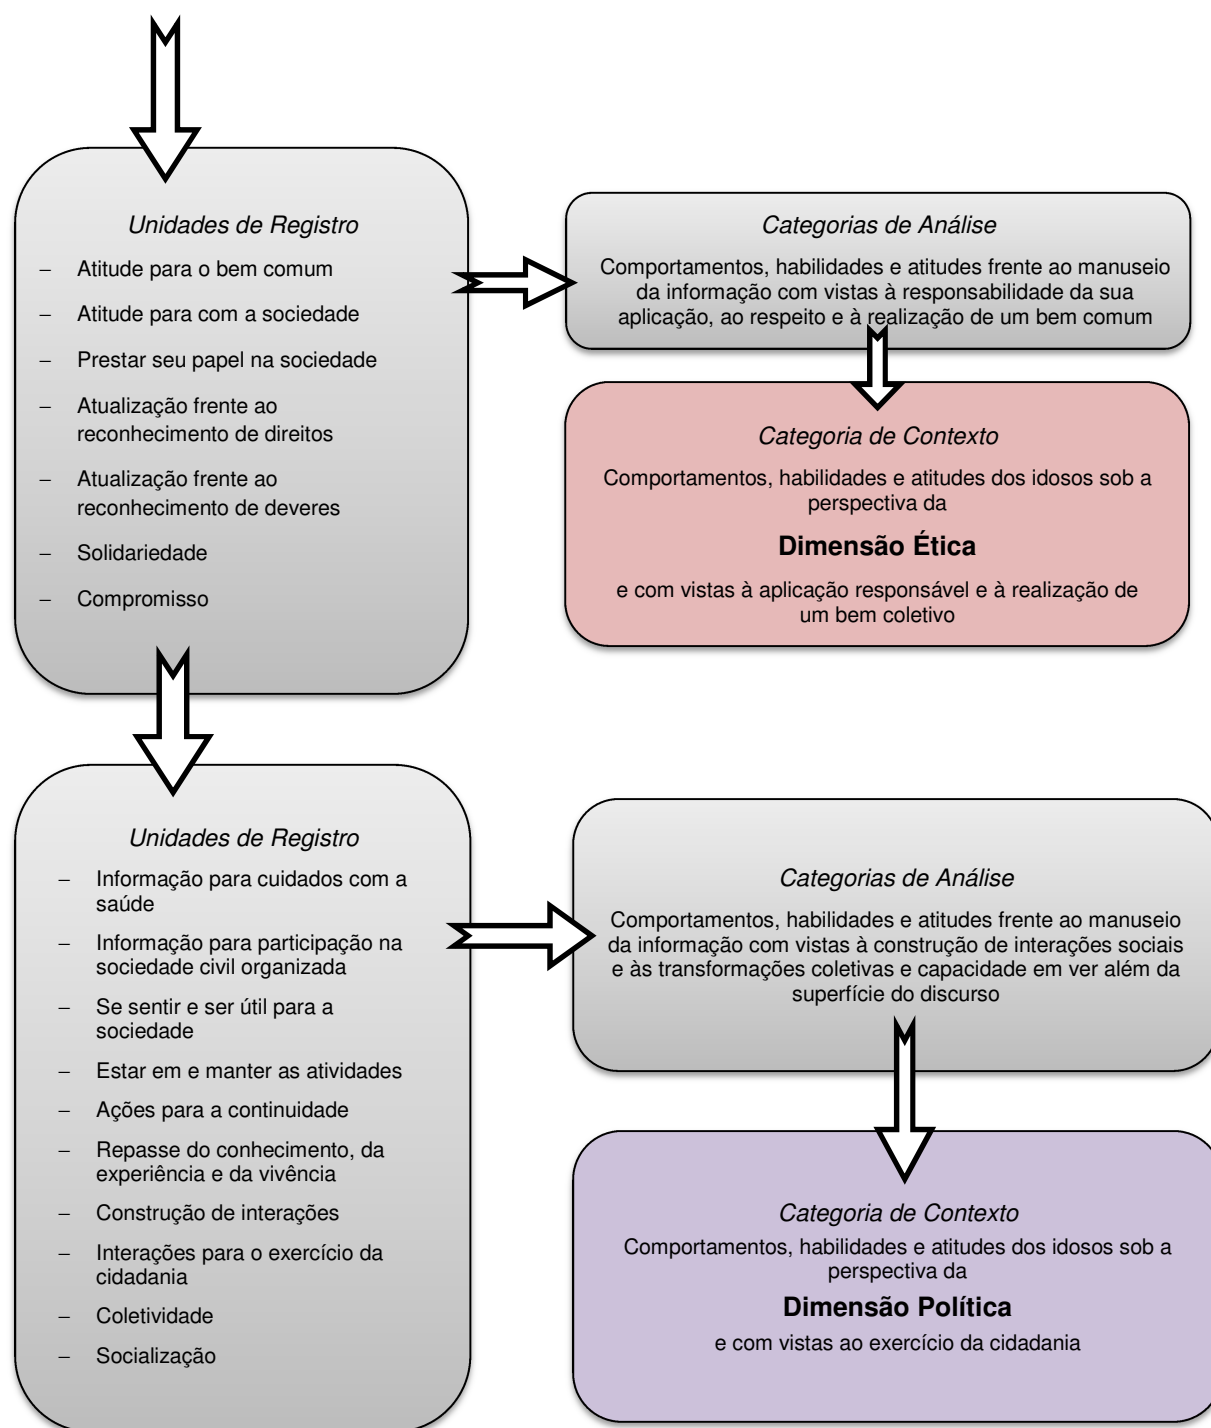 Unidades de Registro
– Atitude para o bem comum
– Atitude para com a sociedade
– Prestar seu papel na sociedade
– Atualização frente ao
reconhecimento de direitos
– Atualização frente ao
reconhecimento de deveres
– Solidariedade
– Compromisso
Categorias de Análise
Comportamentos, habilidades e atitudes frente ao manuseio
da informação com vistas à responsabilidade da sua
aplicação, ao respeito e à realização de um bem comum
Categoria de Contexto
Comportamentos, habilidades e atitudes dos idosos sob a
perspectiva da
Dimensão Ética
e com vistas à aplicação responsável e à realização de
um bem coletivo
Unidades de Registro
– Informação para cuidados com a
saúde
– Informação para participação na
sociedade civil organizada
– Se sentir e ser útil para a
sociedade
– Estar em e manter as atividades
– Ações para a continuidade
– Repasse do conhecimento, da
experiência e da vivência
– Construção de interações
– Interações para o exercício da
cidadania
– Coletividade
– Socialização
Categorias de Análise
Comportamentos, habilidades e atitudes frente ao manuseio
da informação com vistas à construção de interações sociais
e às transformações coletivas e capacidade em ver além da
superfície do discurso
Categoria de Contexto
Comportamentos, habilidades e atitudes dos idosos sob a
perspectiva da
Dimensão Política
e com vistas ao exercício da cidadania